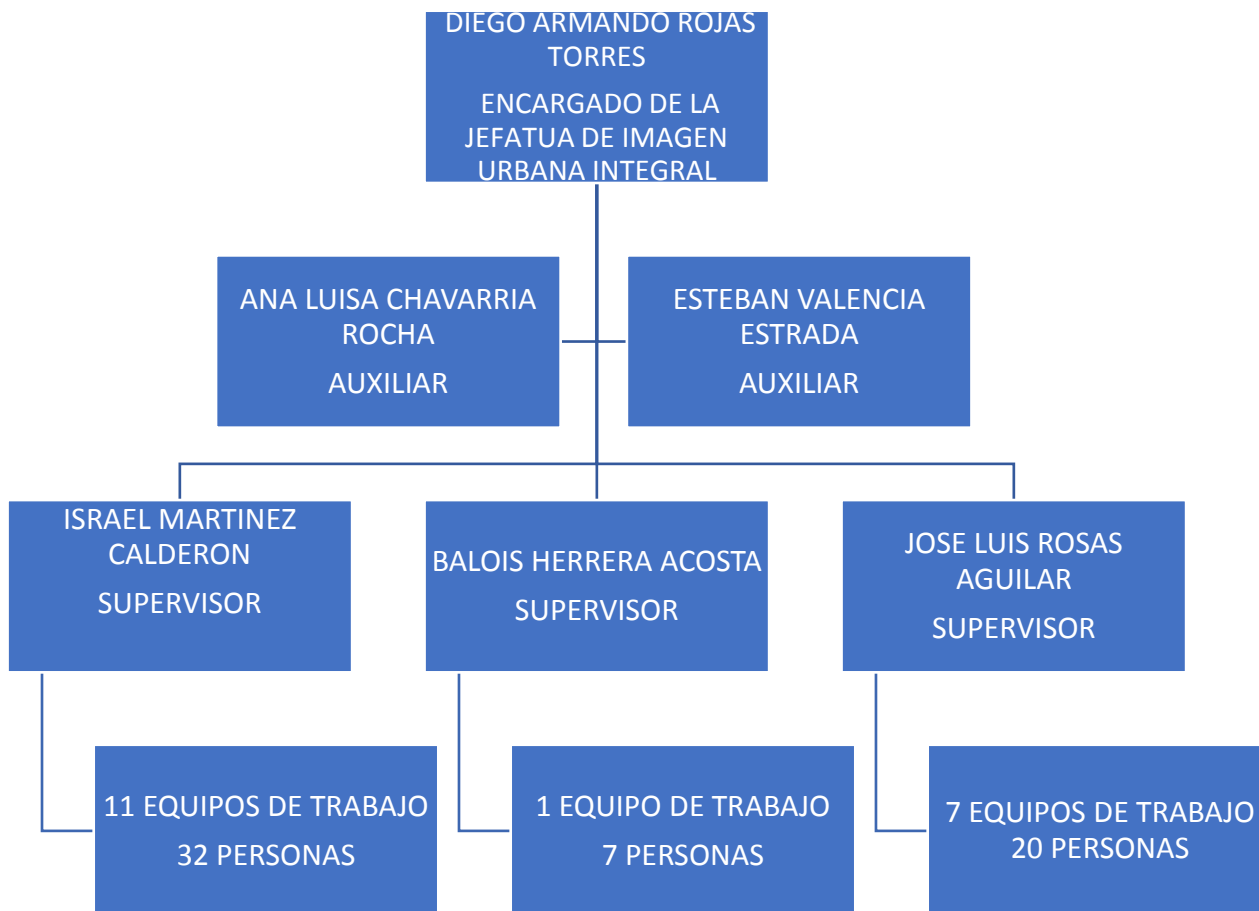 DIEGO ARMANDO ROJAS
TORRES
ENCARGADO DE LA
JEFATUA DE IMAGEN
URBANA INTEGRAL
ANA LUISA CHAVARRIA
ROCHA
AUXILIAR
ESTEBAN VALENCIA
ESTRADA
AUXILIAR
ISRAEL MARTINEZ
CALDERON
SUPERVISOR
BALOIS HERRERA ACOSTA
SUPERVISOR
JOSE LUIS ROSAS
AGUILAR
SUPERVISOR
11 EQUIPOS DE TRABAJO
32 PERSONAS
1 EQUIPO DE TRABAJO
7 PERSONAS
7 EQUIPOS DE TRABAJO
20 PERSONAS